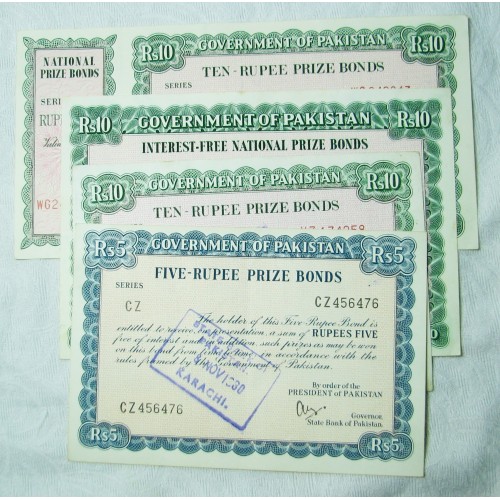 NATIONAL
PRIZE BONDS
SERIES
WG2
Rs10 GOVERNMENT OF PAKISTAN Rs10
TEN-RUPEE PRIZE BONDS
SERIES
Rs10 GOVERNMENT OF PAKISTAN Rs10
INTEREST-FREE NATIONAL PRIZE BONDS
Rs10 GOVERNMENT OF PAKISTAN Rs10
TEN-RUPEE PRIZE BONDS
SERIES
Rs5 GOVERNMENT OF PAKISTAN Rs5
FIVE-RUPEE PRIZE BONDS
SERIES
CZ CZ456476
The holder of this Five-Rupee Bond is
entitled to receive on presentation, a sum of RUPEES FIVE
free of interest and in addition, such prizes as may be won
on this bond from time to time in accordance with the
rules framed by the Government of Pakistan.
KARACHI.
By order of the
PRESIDENT OF PAKISTAN
CZ456476
GOVERNOR
State Bank of Pakistan.
Rs5 Rs5